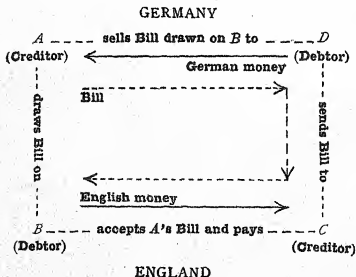 GERMANY
A sells Bill drawn on B to D
(Creditor) (Debtor)
German money
Bill
draws Bill on
sends Bill to
English money
B accepts A's Bill and pays C
(Debtor) (Creditor)
ENGLAND